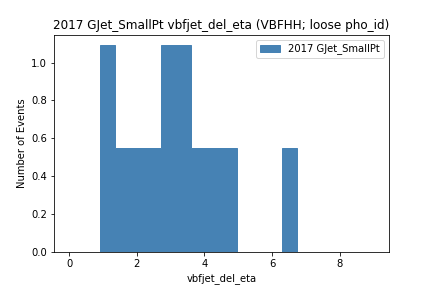 2017 GJet_SmallPt vbfjet_del_eta (VBFHH; loose pho_id)
2017 GJet_SmallPt
1.0
0.8
0.6
0.4
0.2
0.0
Number of Events
0 2 4 6 8
vbfjet_del_eta